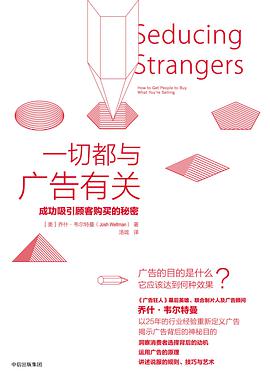 Seducing
Strangers
How to Get People to Buy
What You're Selling
一切都与
广告有关
成功吸引顾客购买的秘密
[美] 乔什·韦尔特曼 (Josh Weltman) 著
汤斌 译
广告的目的是什么
它应该达到何种效果?
《广告狂人》幕后英雄、联合制片人及广告顾问
乔什·韦尔特曼
以25年的行业经验重新定义广告
揭示广告背后的神秘目的
洞察消费者选择背后的动机
运用广告的原理
讲述说服的规则、技巧与艺术
中信出版集团